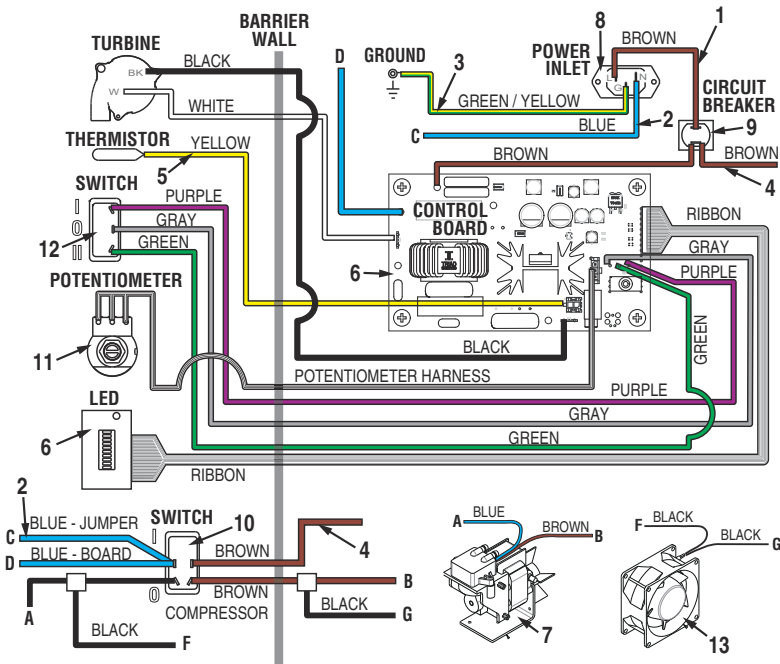 BARRIER
WALL
TURBINE
BK
W
BLACK
WHITE
D
GROUND
3
GREEN / YELLOW
POWER
INLET
8
BROWN
1
L
N
G
CIRCUIT
BREAKER
9
C
BLUE
2
BROWN
BROWN
4
THERMISTOR
YELLOW
5
SWITCH
I
O
II
12
PURPLE
GRAY
GREEN
CONTROL
BOARD
6
RIBBON
GRAY
PURPLE
GREEN
POTENTIOMETER
11
BLACK
POTENTIOMETER HARNESS
PURPLE
GRAY
GREEN
LED
6
RIBBON
2
C
BLUE - JUMPER
D
BLUE - BOARD
SWITCH
I
O
10
BROWN
4
BROWN
B
COMPRESSOR
A
BLACK
F
BLACK
G
A
BLUE
BROWN
B
7
F
BLACK
BLACK
G
13